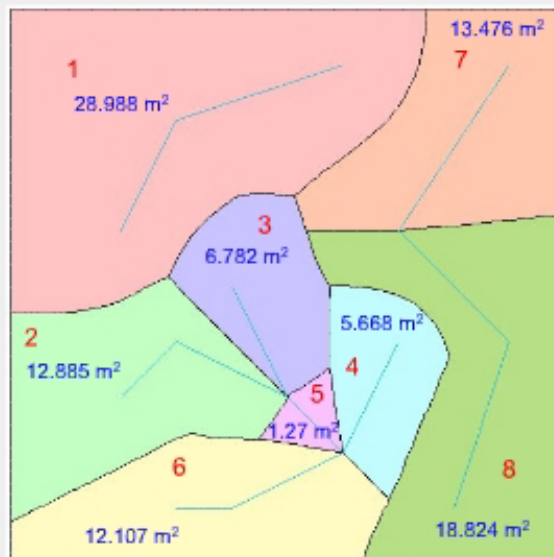 13.476 m²
7
1
28.988 m²
3
6.782 m²
5.668 m²
2
4
12.885 m²
5
1.27 m²
6
8
12.107 m²
18.824 m²